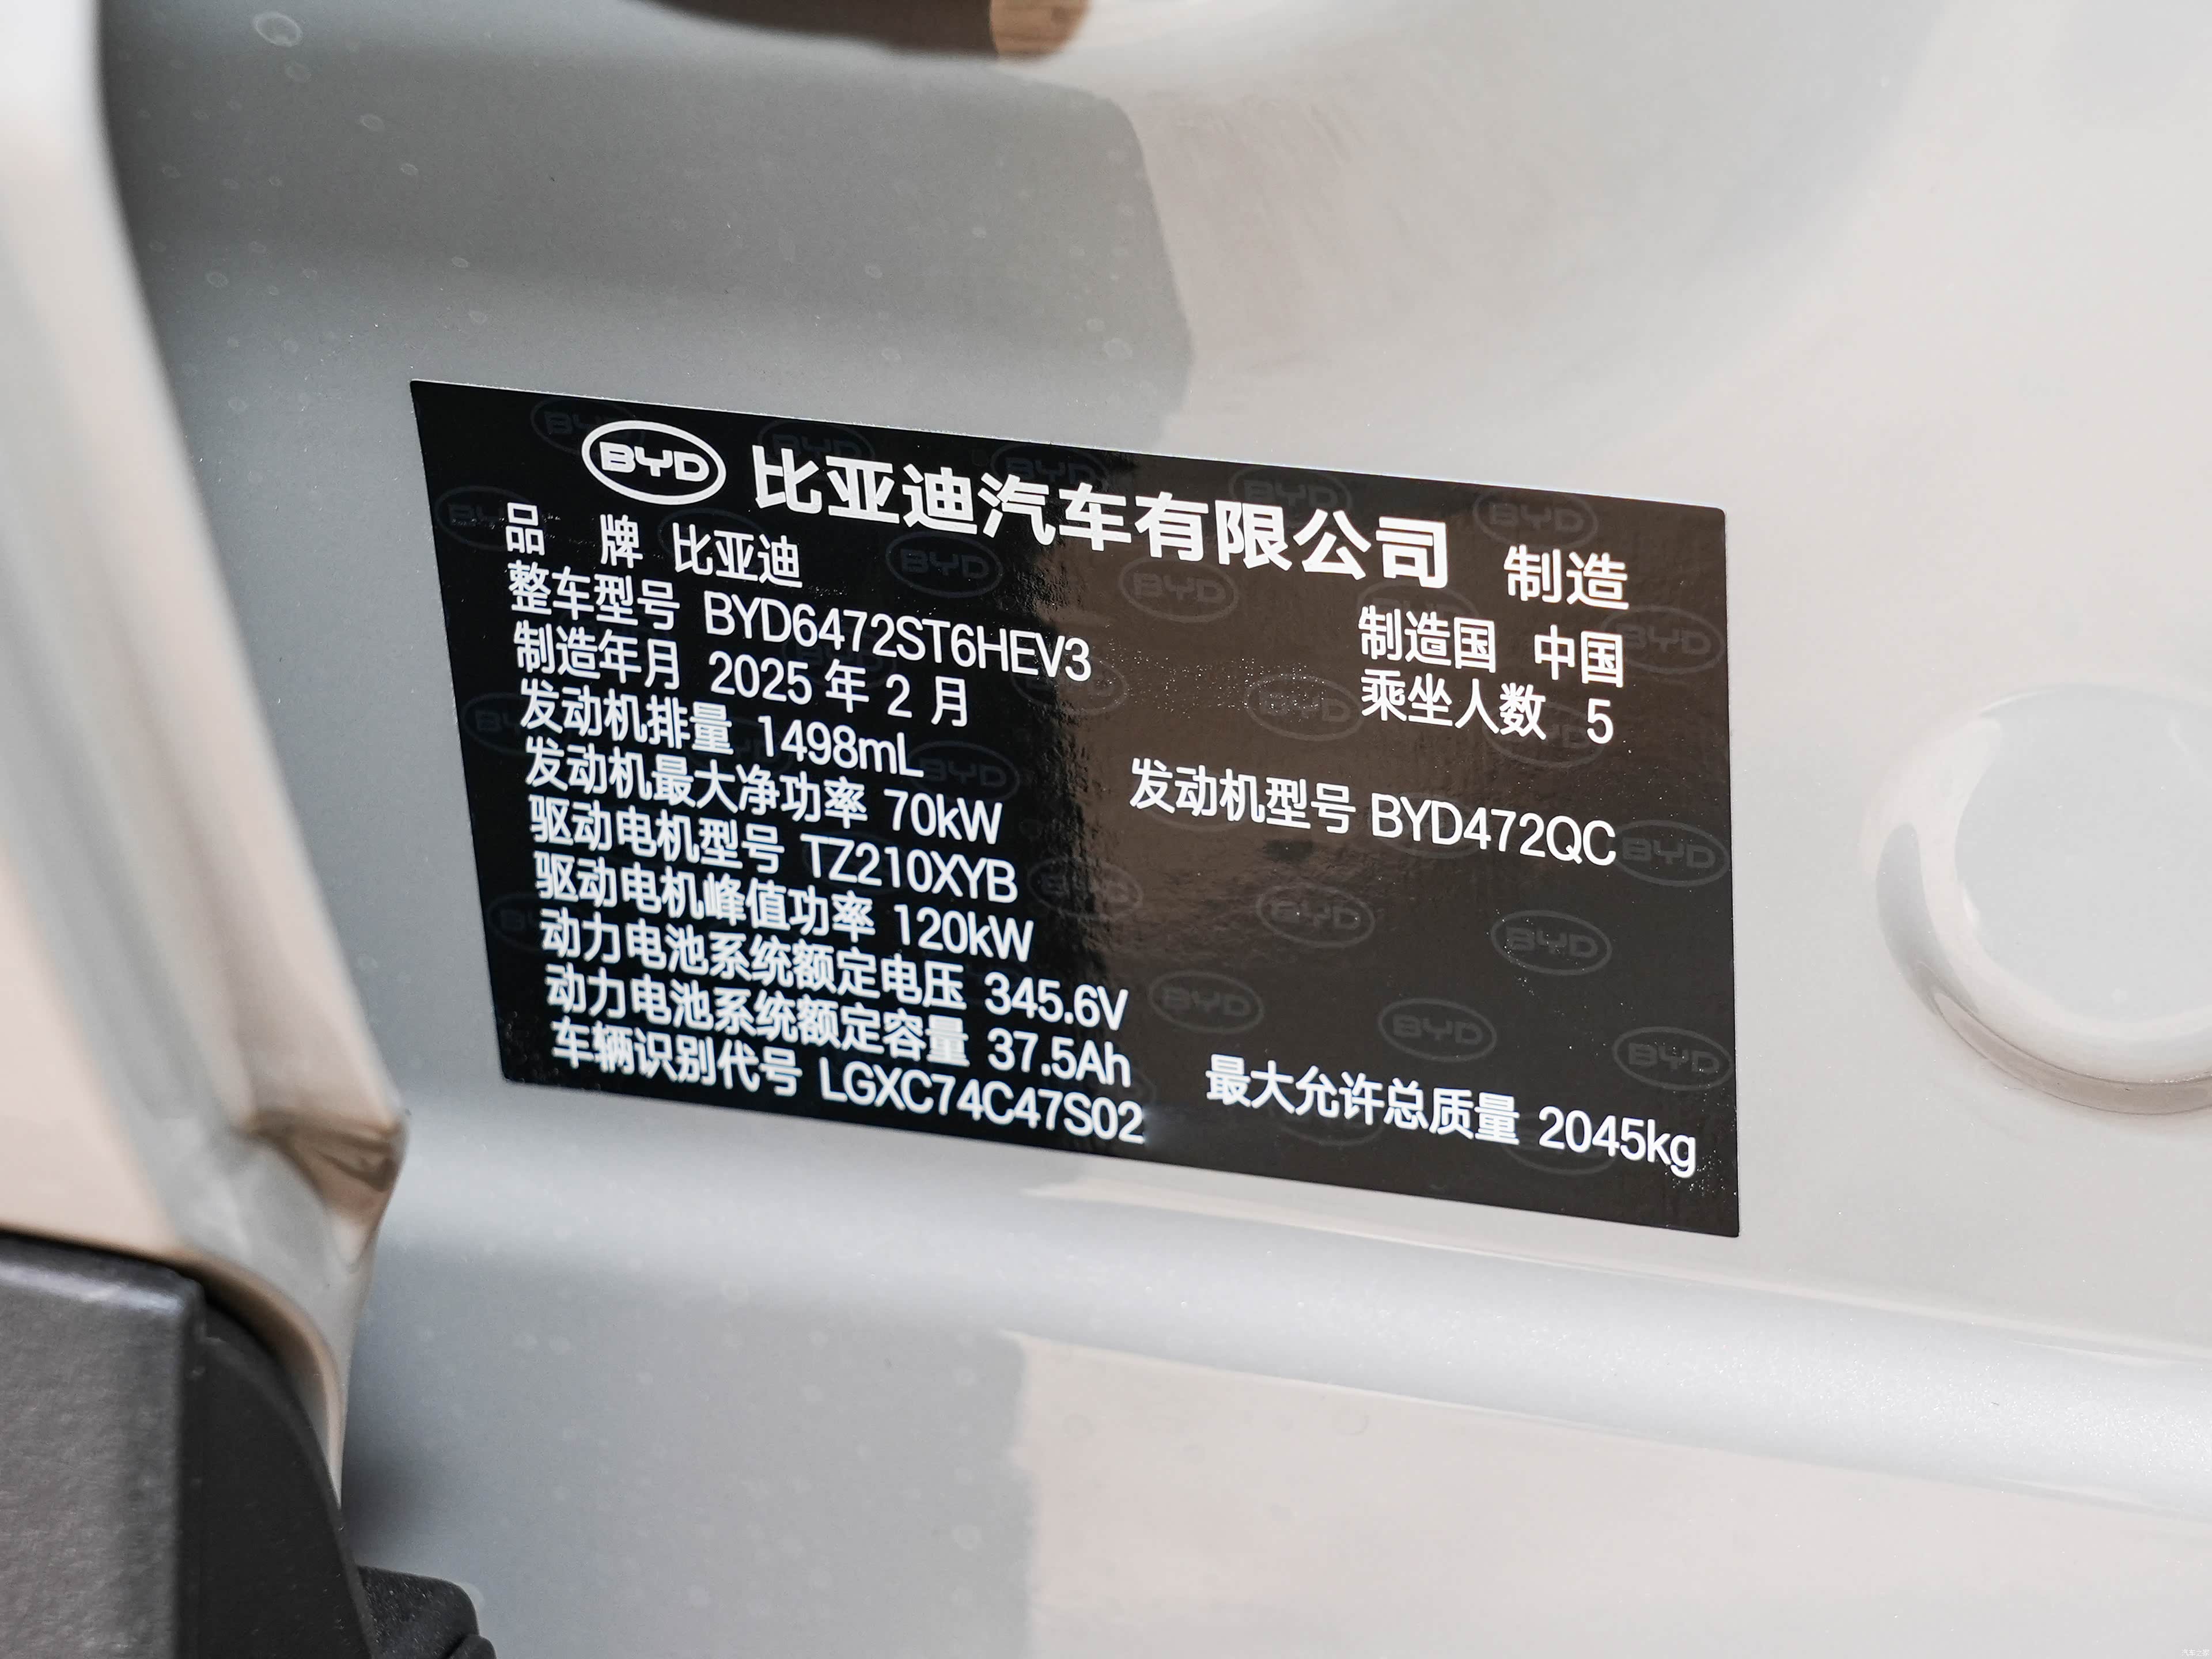 BYD 比亚迪汽车有限公司 制造
品 牌 比亚迪
整车型号 BYD6472ST6HEV3 制造国 中国
制造年月 2025 年 2 月 乘坐人数 5
发动机排量 1498mL
发动机最大净功率 70kW 发动机型号 BYD472QC
驱动电机型号 TZ210XYB
驱动电机峰值功率 120kW
动力电池系统额定电压 345.6V
动力电池系统额定容量 37.5Ah
车辆识别代号 LGXC74C47S02 最大允许总质量 2045kg
汽车之家